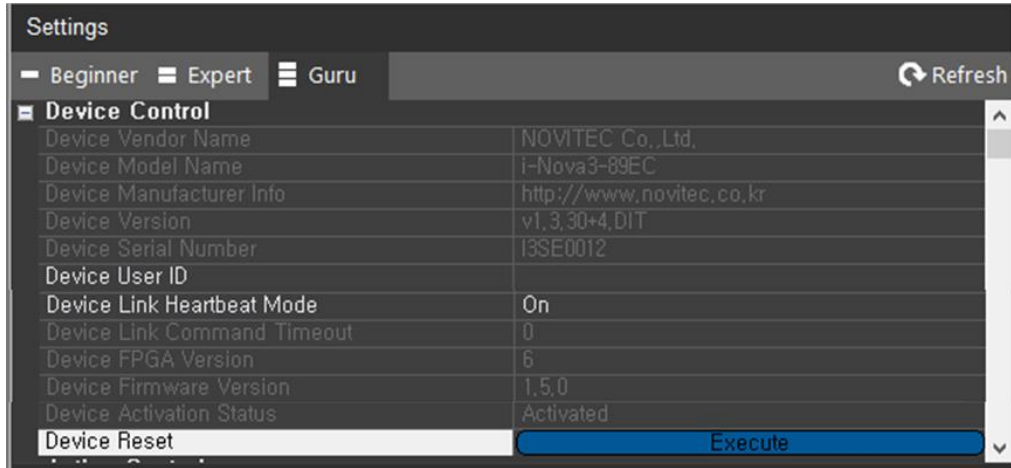 Settings
Beginner Expert Guru Refresh
Device Control
Device Vendor Name NOVITEC Co,,Ltd,
Device Model Name i-Nova3-89EC
Device Manufacturer Info http://www,novitec,co,kr
Device Version v1,3,30+4,DIT
Device Serial Number I3SE0012
Device User ID
Device Link Heartbeat Mode On
Device Link Command Timeout 0
Device FPGA Version 6
Device Firmware Version 1,5,0
Device Activation Status Activated
Device Reset Execute